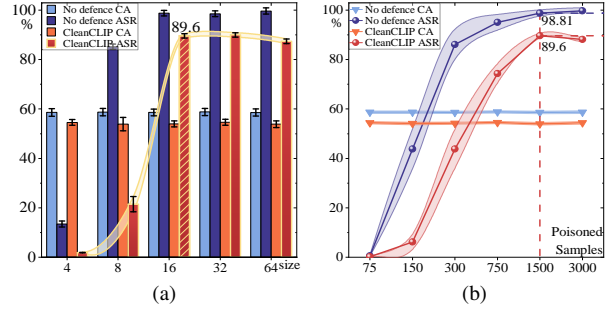 100
%
80
60
40
20
0
No defence CA
No defence ASR
CleanCLIP CA
CleanCLIP ASR
89.6
4 8 16 32 64 size
(a)
100
%
80
60
40
20
0
No defence CA
No defence ASR
CleanCLIP CA
CleanCLIP ASR
98.81
89.6
Poisoned
Samples
75 150 300 750 1500 3000
(b)